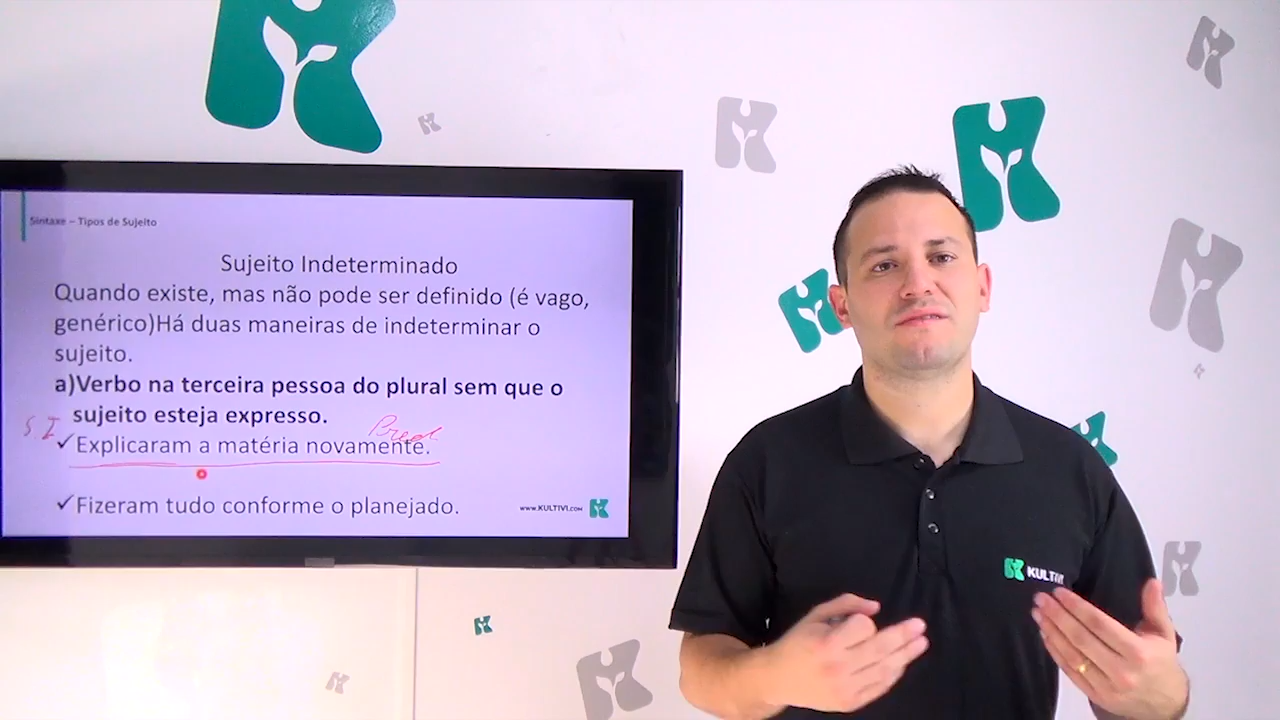 Sintaxe – Tipos de Sujeito
Sujeito Indeterminado
Quando existe, mas não pode ser definido (é vago,
genérico)Há duas maneiras de indeterminar o
sujeito.
a)Verbo na terceira pessoa do plural sem que o
sujeito esteja expresso.
S.I Pred
✓Explicaram a matéria novamente.
✓Fizeram tudo conforme o planejado.
www.KULTIVI.COM
KULTIVI